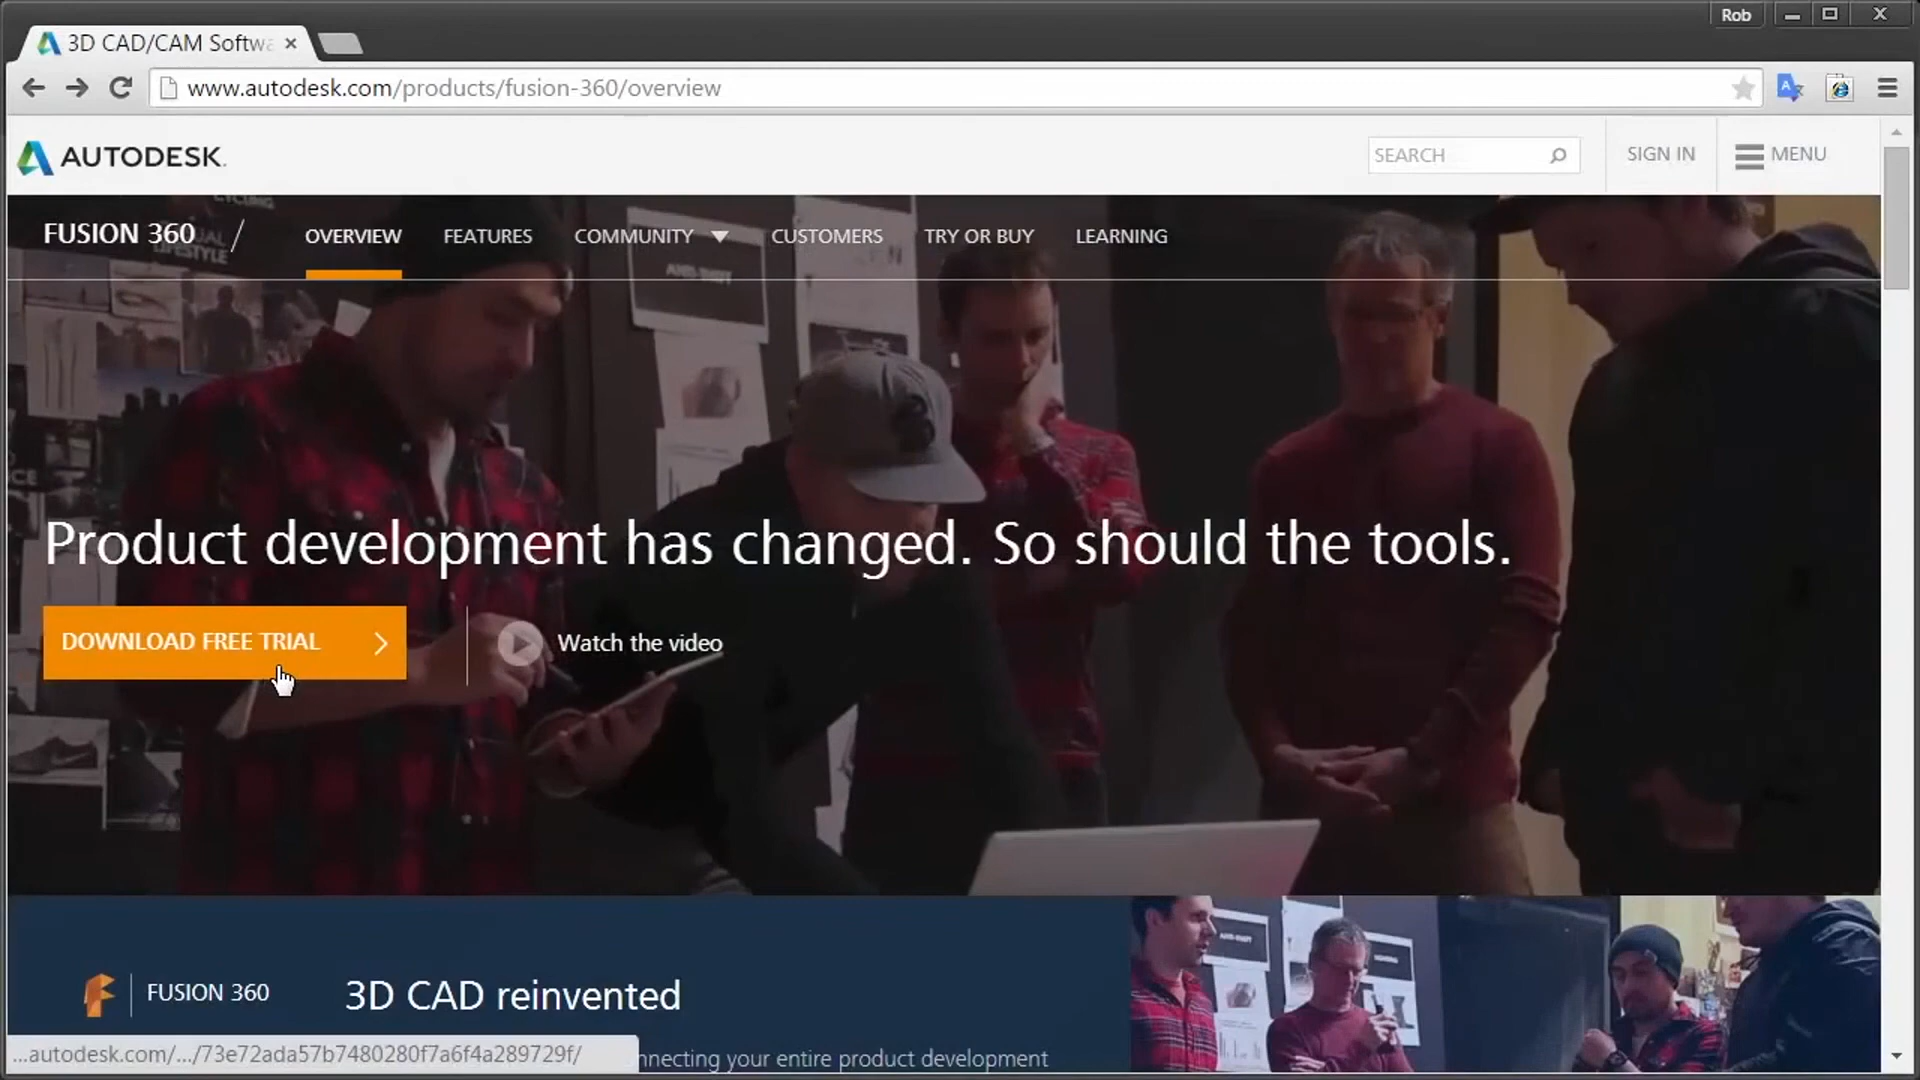 Rob
3D CAD/CAM Softwa
www.autodesk.com/products/fusion-360/overview
AUTODESK.
SEARCH
SIGN IN
MENU
FUSION 360 /
OVERVIEW
FEATURES
COMMUNITY
CUSTOMERS
TRY OR BUY
LEARNING
Product development has changed. So should the tools.
DOWNLOAD FREE TRIAL
Watch the video
FUSION 360
3D CAD reinvented
...autodesk.com/.../73e72ada57b7480280f7a6f4a289729f/
nnecting your entire product development